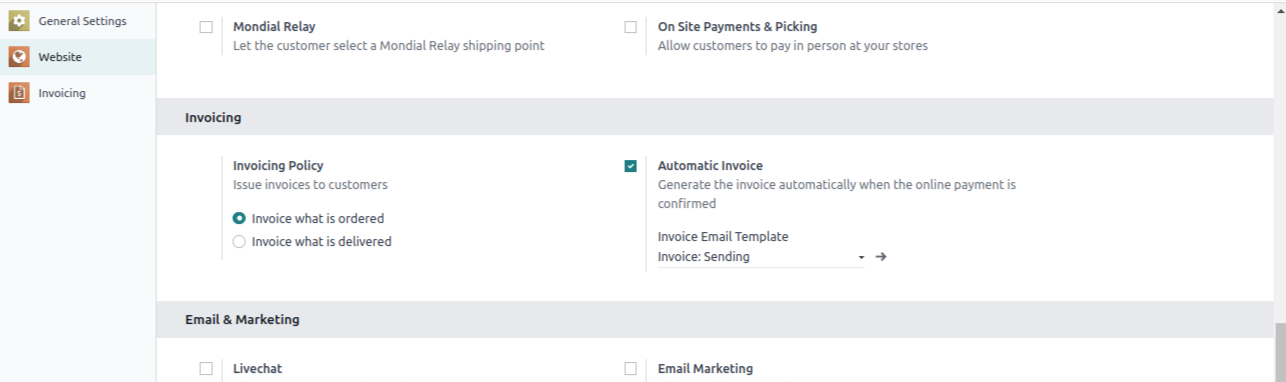 General Settings
Website
Invoicing
Mondial Relay
Let the customer select a Mondial Relay shipping point
On Site Payments & Picking
Allow customers to pay in person at your stores
Invoicing
Invoicing Policy
Issue invoices to customers
Invoice what is ordered
Invoice what is delivered
Automatic Invoice
Generate the invoice automatically when the online payment is
confirmed
Invoice Email Template
Invoice: Sending
Email & Marketing
Livechat
Email Marketing